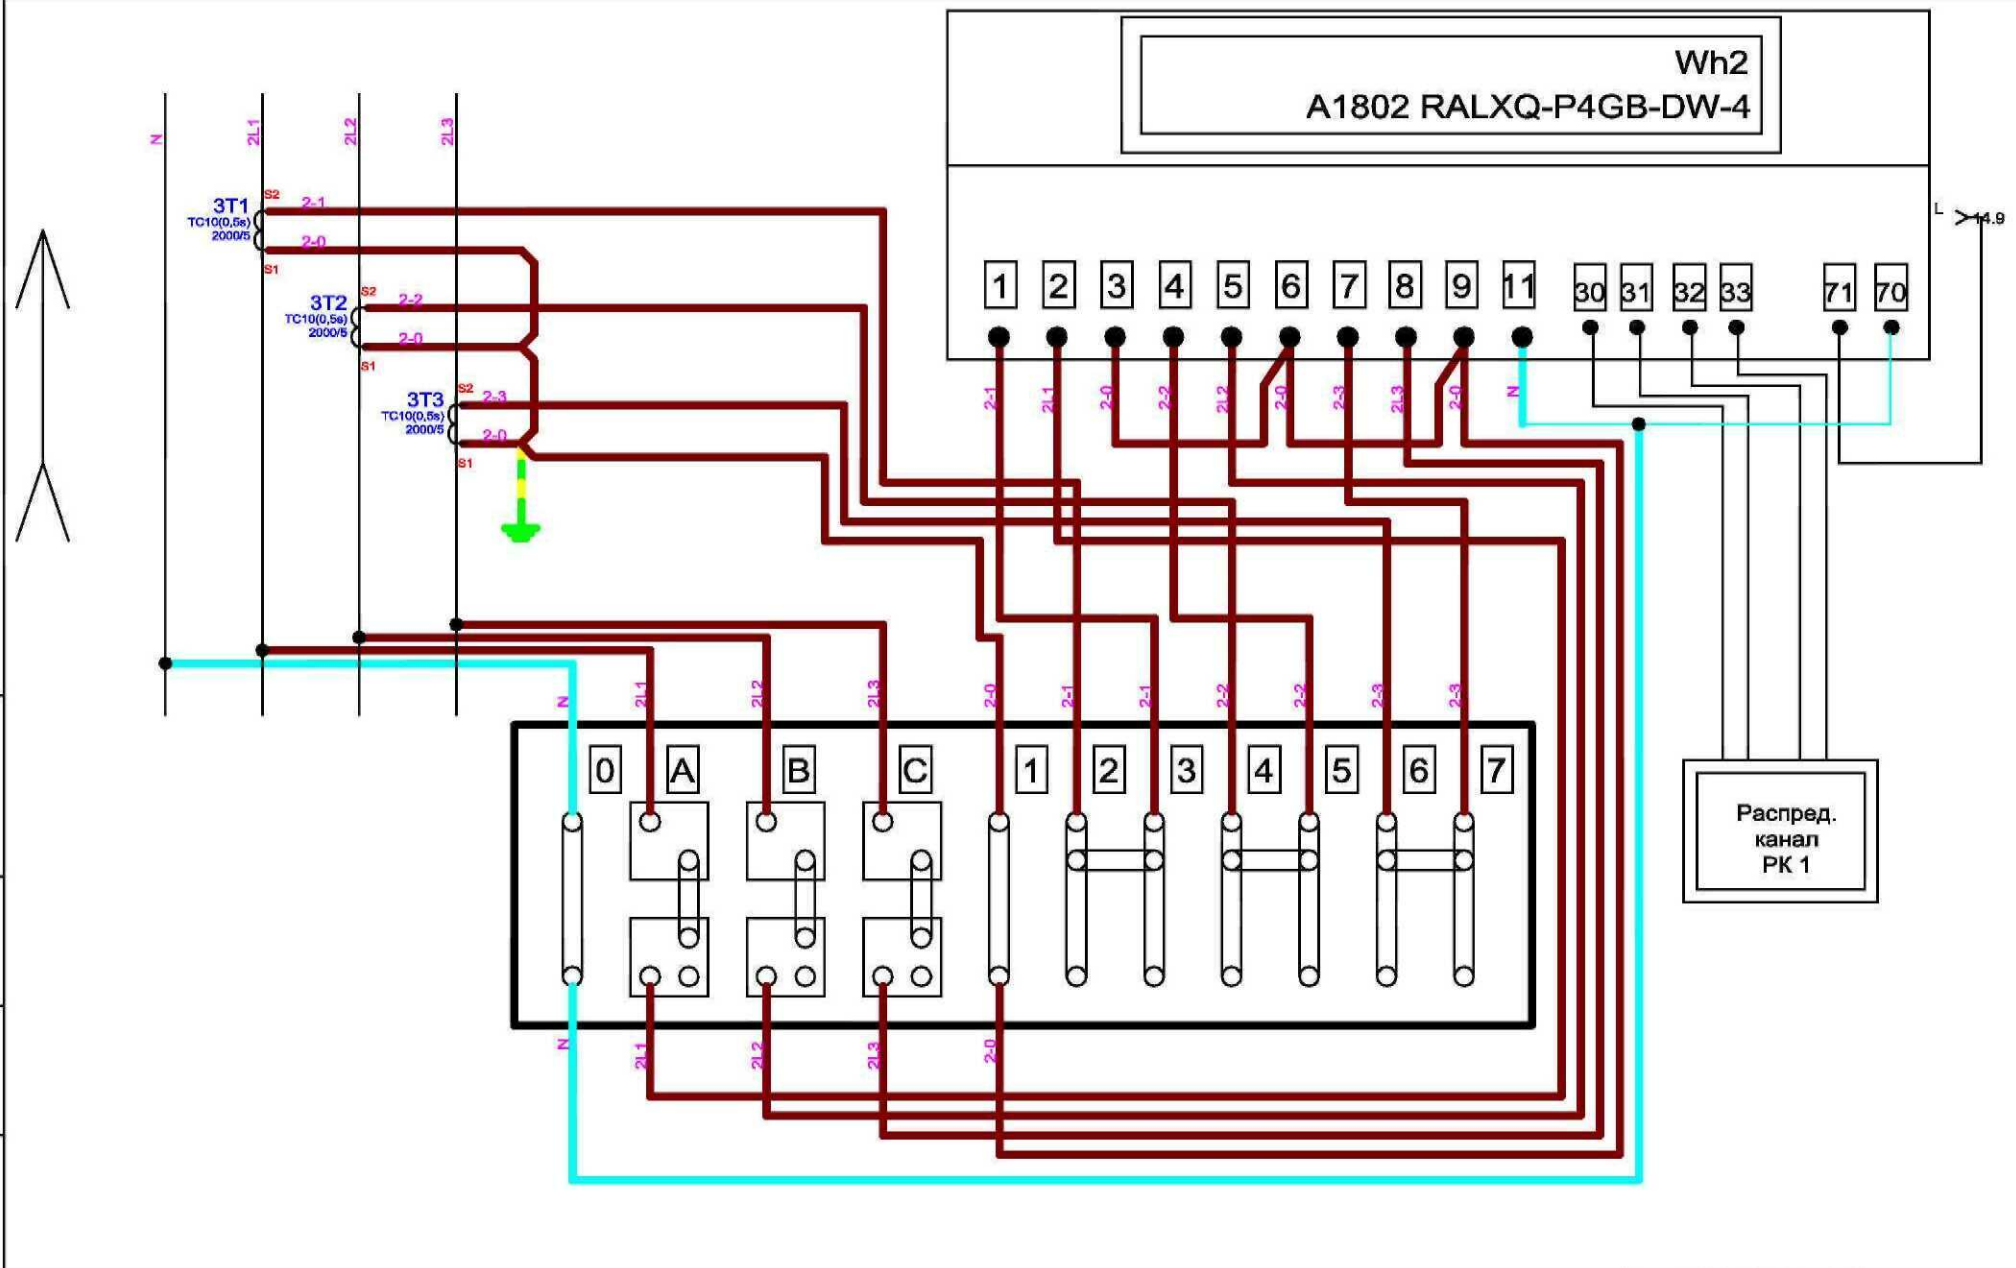 Wh2
A1802 RALXQ-P4GB-DW-4
N
2L1
2L2
2L3
S2
3T1
2-1
TC10(0,5s)
2000/5
2-0
S1
S2
3T2
2-2
TC10(0,5s)
2000/5
2-0
S1
S2
3T3
2-3
TC10(0,5s)
2000/5
2-0
S1
L
14.9
1 2 3 4 5 6 7 8 9 11 30 31 32 33 71 70
2-1 2L1 2-0 2-2 2L2 2-0 2-3 2L3 2-0 N
N 2L1 2L2 2L3 2-0 2-1 2-1 2-2 2-2 2-3 2-3
0 A B C 1 2 3 4 5 6 7
Распред.
канал
РК 1
N 2L1 2L2 2L3 2-0